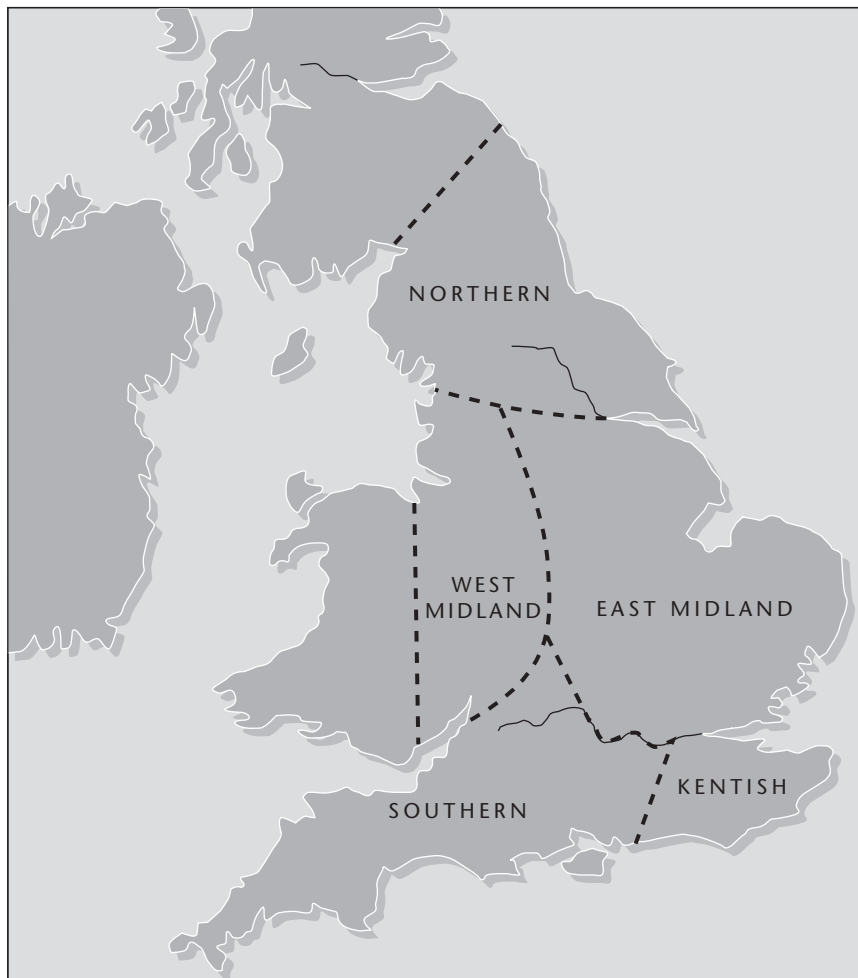 NORTHERN
WEST
MIDLAND
EAST MIDLAND
KENTISH
SOUTHERN